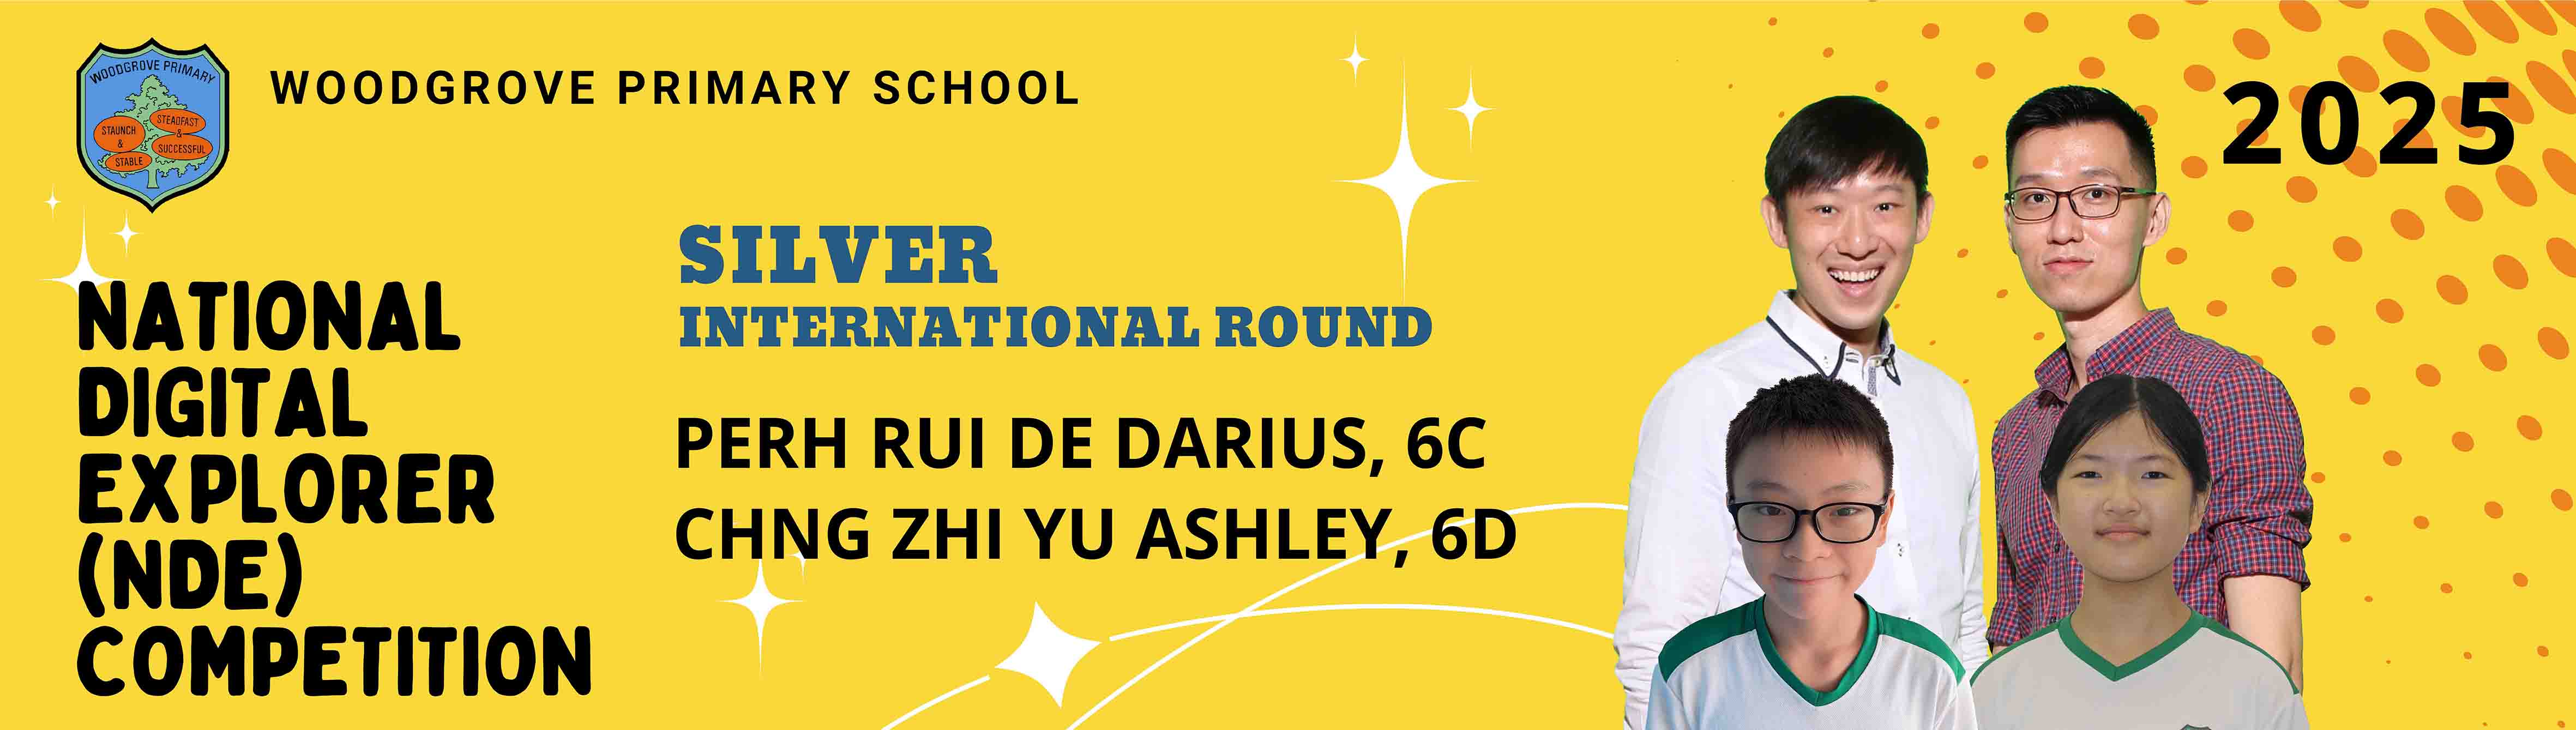 WOODGROVE PRIMARY
STAUNCH
&
STABLE
STEADFAST
&
SUCCESSFUL
WOODGROVE PRIMARY SCHOOL
2025
NATIONAL
DIGITAL
EXPLORER
(NDE)
COMPETITION
SILVER
INTERNATIONAL ROUND
PERH RUI DE DARIUS, 6C
CHNG ZHI YU ASHLEY, 6D